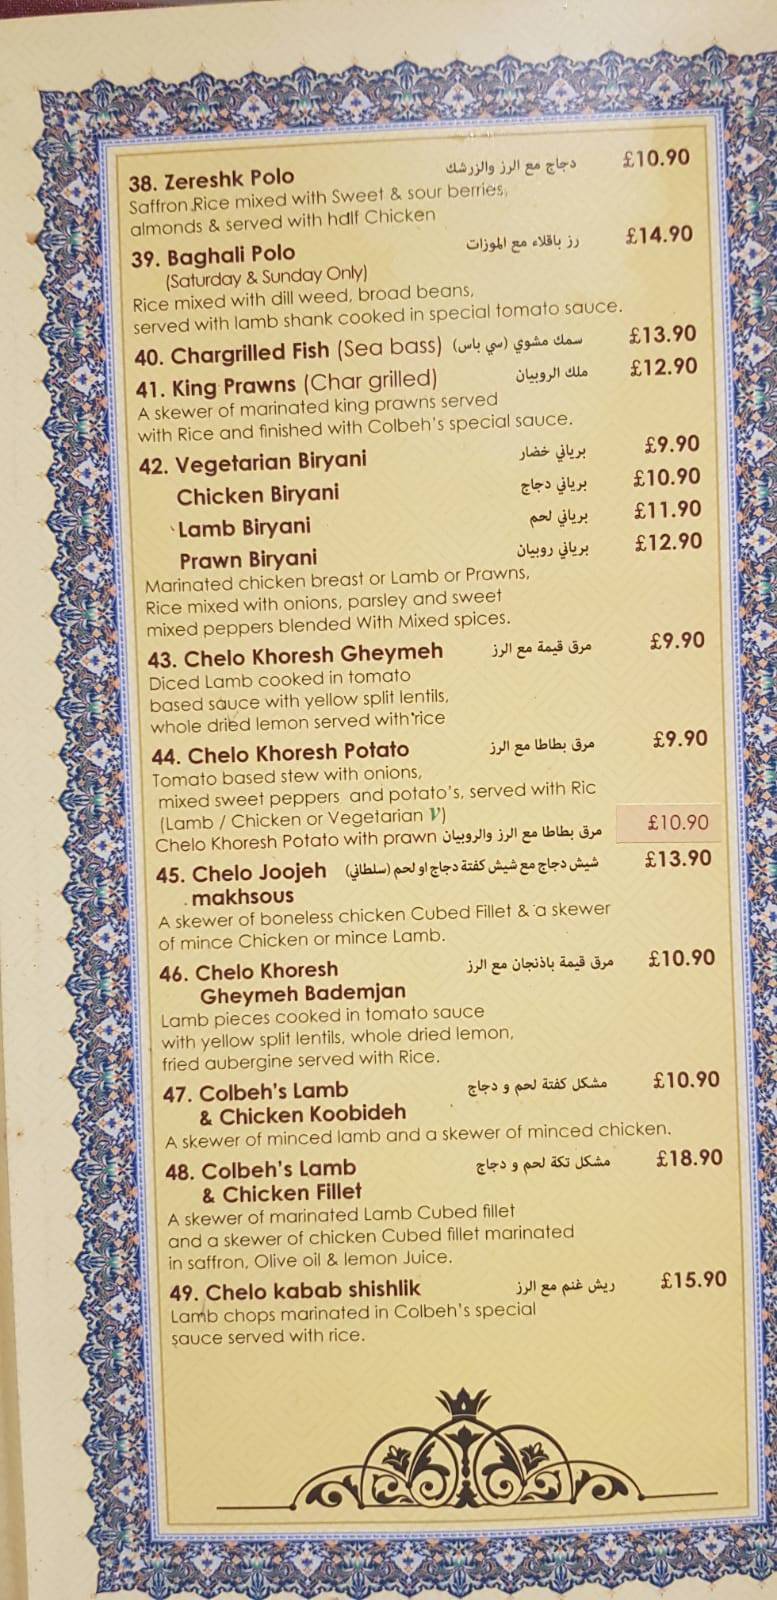 38. Zereshk Polo دجاج مع الرز والزرشك £10.90
Saffron Rice mixed with Sweet & sour berries,
almonds & served with half Chicken
39. Baghali Polo رز باقلاء مع الموزات £14.90
(Saturday & Sunday Only)
Rice mixed with dill weed, broad beans,
served with lamb shank cooked in special tomato sauce.
40. Chargrilled Fish (Sea bass) سمك مشوي (سي باس) £13.90
41. King Prawns (Char grilled) ملك الروبيان £12.90
A skewer of marinated king prawns served
with Rice and finished with Colbeh's special sauce.
42. Vegetarian Biryani برياني خضار £9.90
Chicken Biryani برياني دجاج £10.90
Lamb Biryani برياني لحم £11.90
Prawn Biryani برياني روبيان £12.90
Marinated chicken breast or Lamb or Prawns,
Rice mixed with onions, parsley and sweet
mixed peppers blended With Mixed spices.
43. Chelo Khoresh Gheymeh مرق قيمة مع الرز £9.90
Diced Lamb cooked in tomato
based sauce with yellow split lentils,
whole dried lemon served with rice
44. Chelo Khoresh Potato مرق بطاطا مع الرز £9.90
Tomato based stew with onions,
mixed sweet peppers and potato's, served with Ric
(Lamb / Chicken or Vegetarian V)
Chelo Khoresh Potato with prawn مرق بطاطا مع الرز والروبيان £10.90
45. Chelo Joojeh شيش دجاج مع شيش كفتة دجاج او لحم (سلطاني) £13.90
makhsous
A skewer of boneless chicken Cubed Fillet & a skewer
of mince Chicken or mince Lamb.
46. Chelo Khoresh مرق قيمة باذنجان مع الرز £10.90
Gheymeh Bademjan
Lamb pieces cooked in tomato sauce
with yellow split lentils, whole dried lemon,
fried aubergine served with Rice.
47. Colbeh's Lamb مشكل كفتة لحم و دجاج £10.90
& Chicken Koobideh
A skewer of minced lamb and a skewer of minced chicken.
48. Colbeh's Lamb مشكل تكة لحم و دجاج £18.90
& Chicken Fillet
A skewer of marinated Lamb Cubed fillet
and a skewer of chicken Cubed fillet marinated
in saffron, Olive oil & lemon Juice.
49. Chelo kabab shishlik ريش غنم مع الرز £15.90
Lamb chops marinated in Colbeh's special
sauce served with rice.